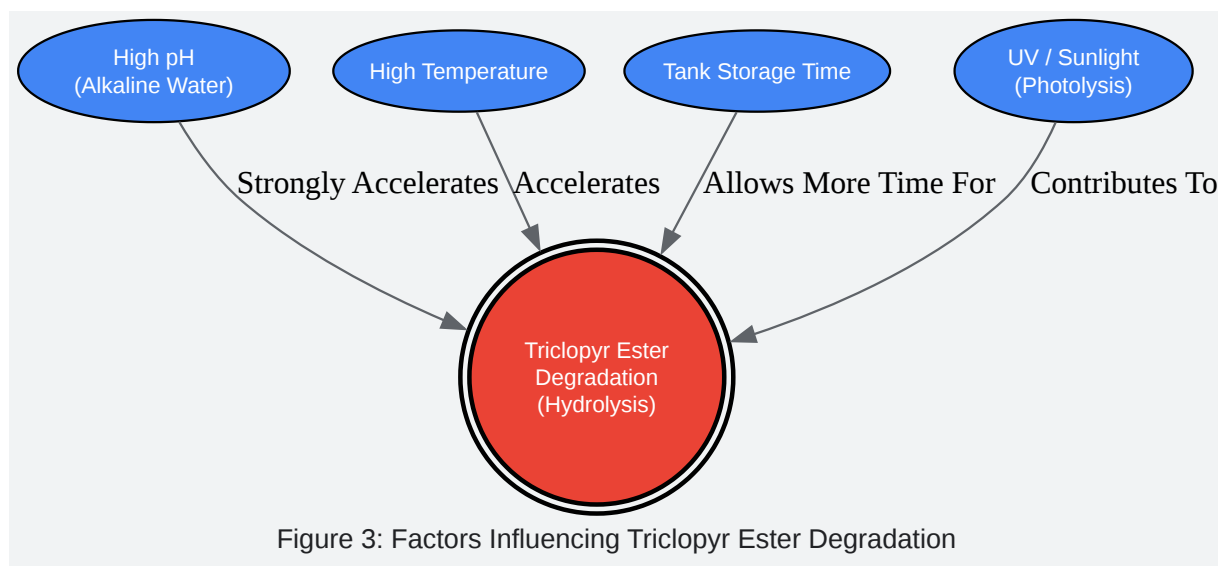 High pH
(Alkaline Water)
High Temperature
Tank Storage Time
UV / Sunlight
(Photolysis)
Strongly Accelerates
Accelerates
Allows More Time For
Contributes To
Triclopyr Ester
Degradation
(Hydrolysis)
Figure 3: Factors Influencing Triclopyr Ester Degradation